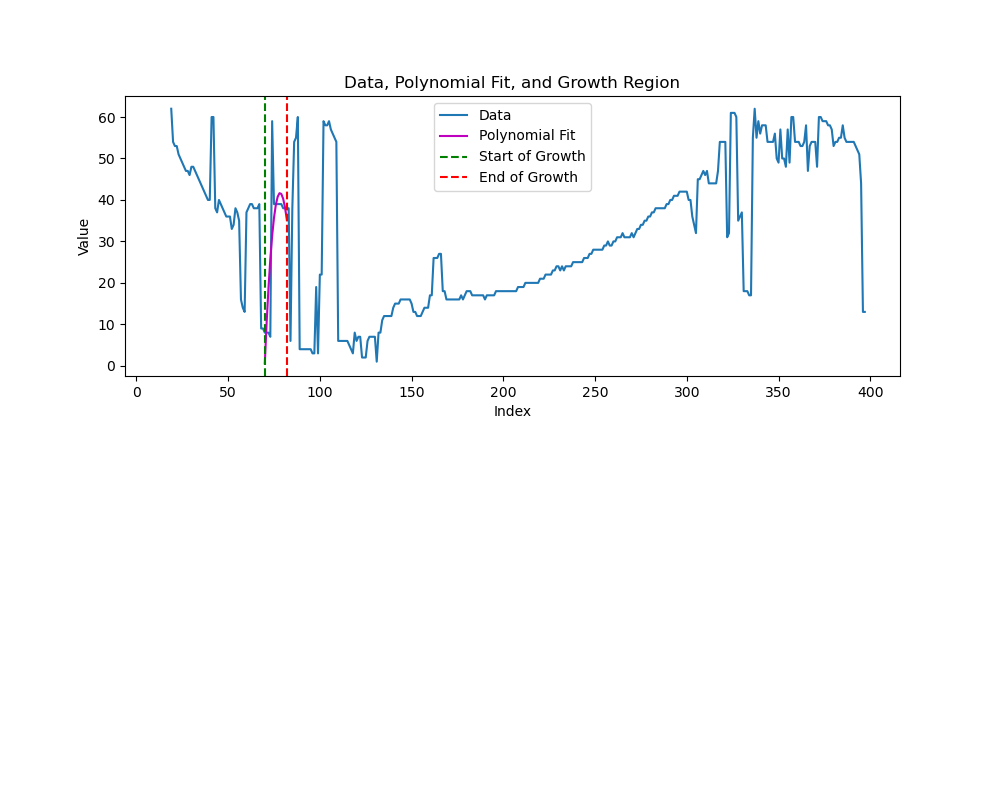 Data, Polynomial Fit, and Growth Region
Data
Polynomial Fit
Start of Growth
End of Growth
Value
60
50
40
30
20
10
0
0 50 100 150 200 250 300 350 400
Index